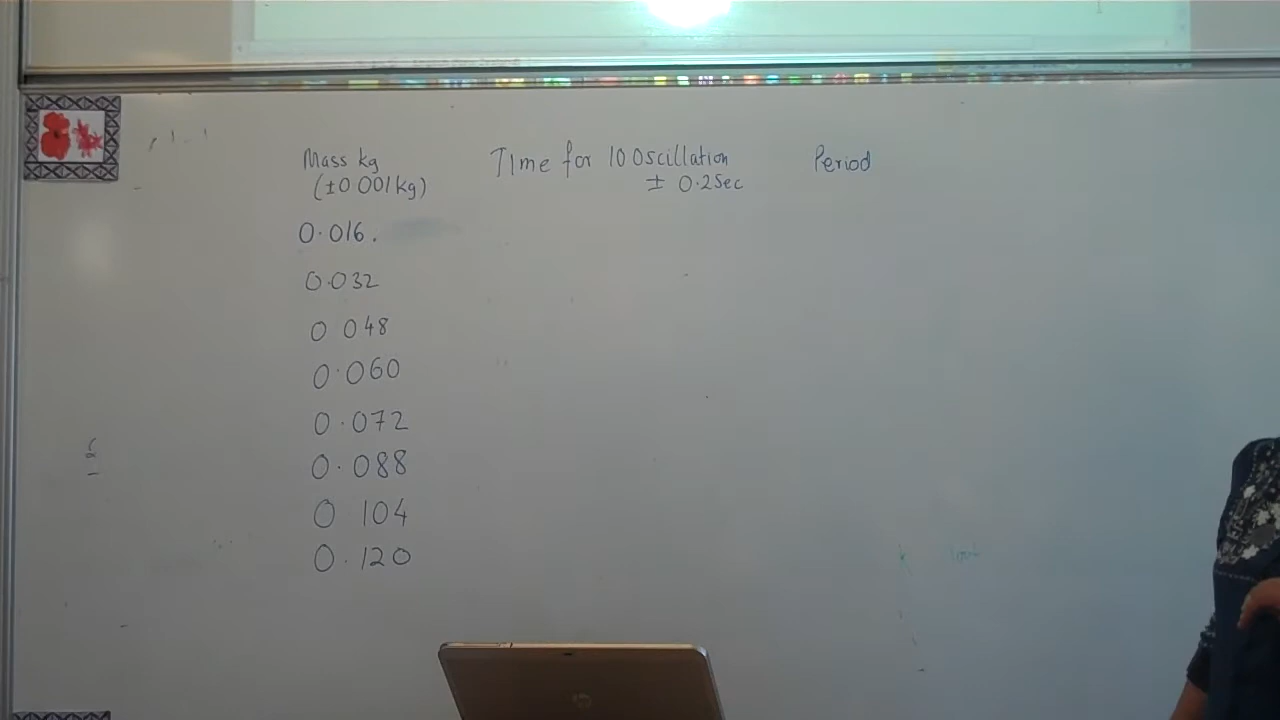 Mass kg Time for 10 Oscillation Period
(±0 001kg) ± 0.2Sec
0.016.
0.032
0 048
0.060
0.072
0.088
0 104
0.120
hp